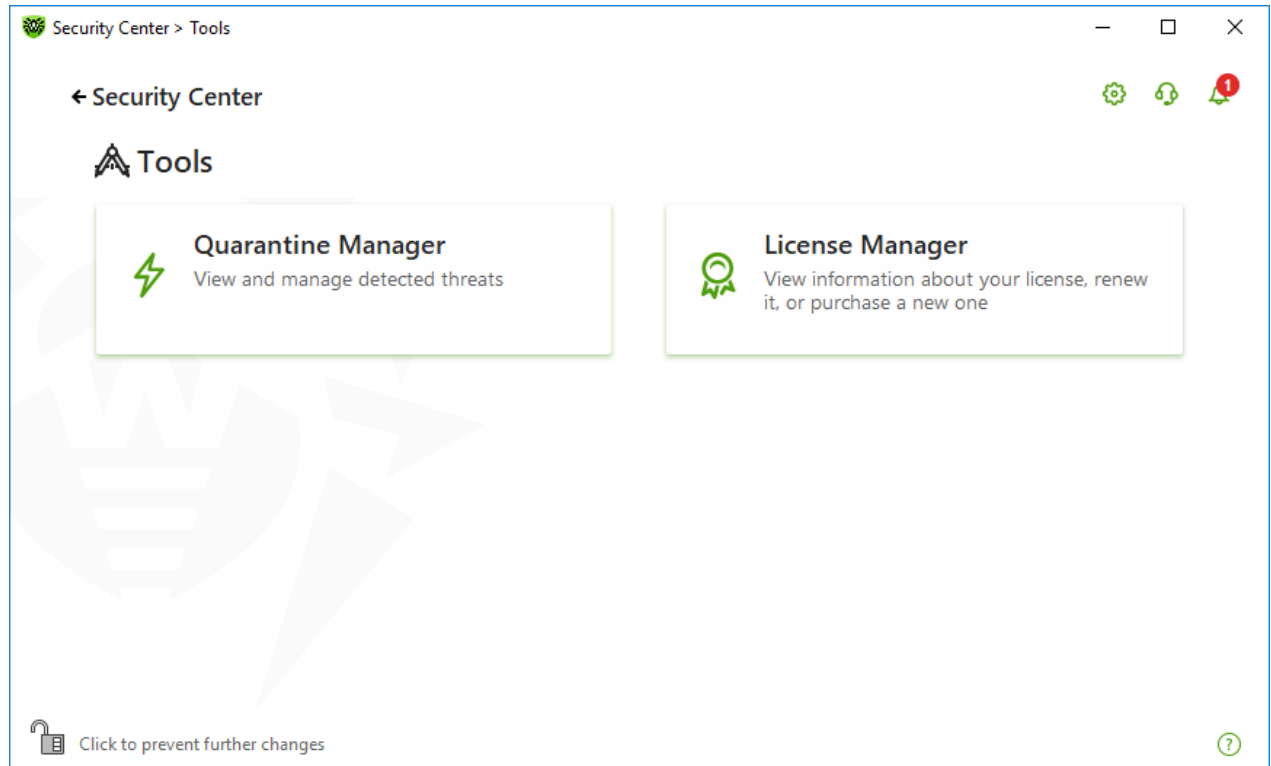 Security Center > Tools
Security Center
1
Tools
Quarantine Manager
View and manage detected threats
License Manager
View information about your license, renew
it, or purchase a new one
Click to prevent further changes
?